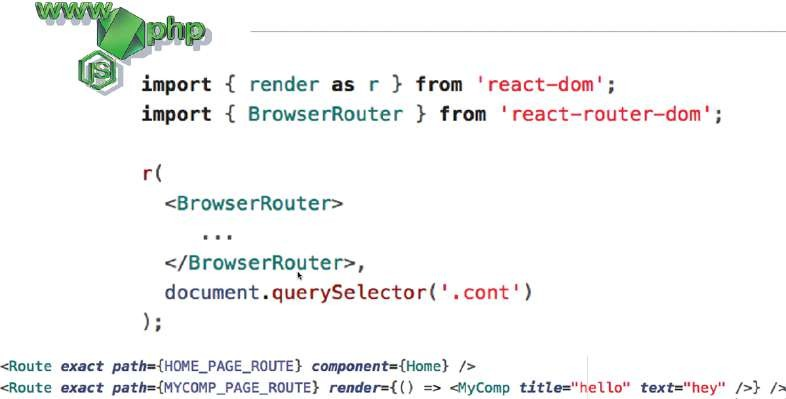 www
php
JS
import { render as r } from 'react-dom';
import { BrowserRouter } from 'react-router-dom';
r(
<BrowserRouter>
...
</BrowserRouter>,
document.querySelector('.cont')
);
<Route exact path={HOME_PAGE_ROUTE} component={Home} />
<Route exact path={MYCOMP_PAGE_ROUTE} render={() => <MyComp title="hello" text="hey" />} />